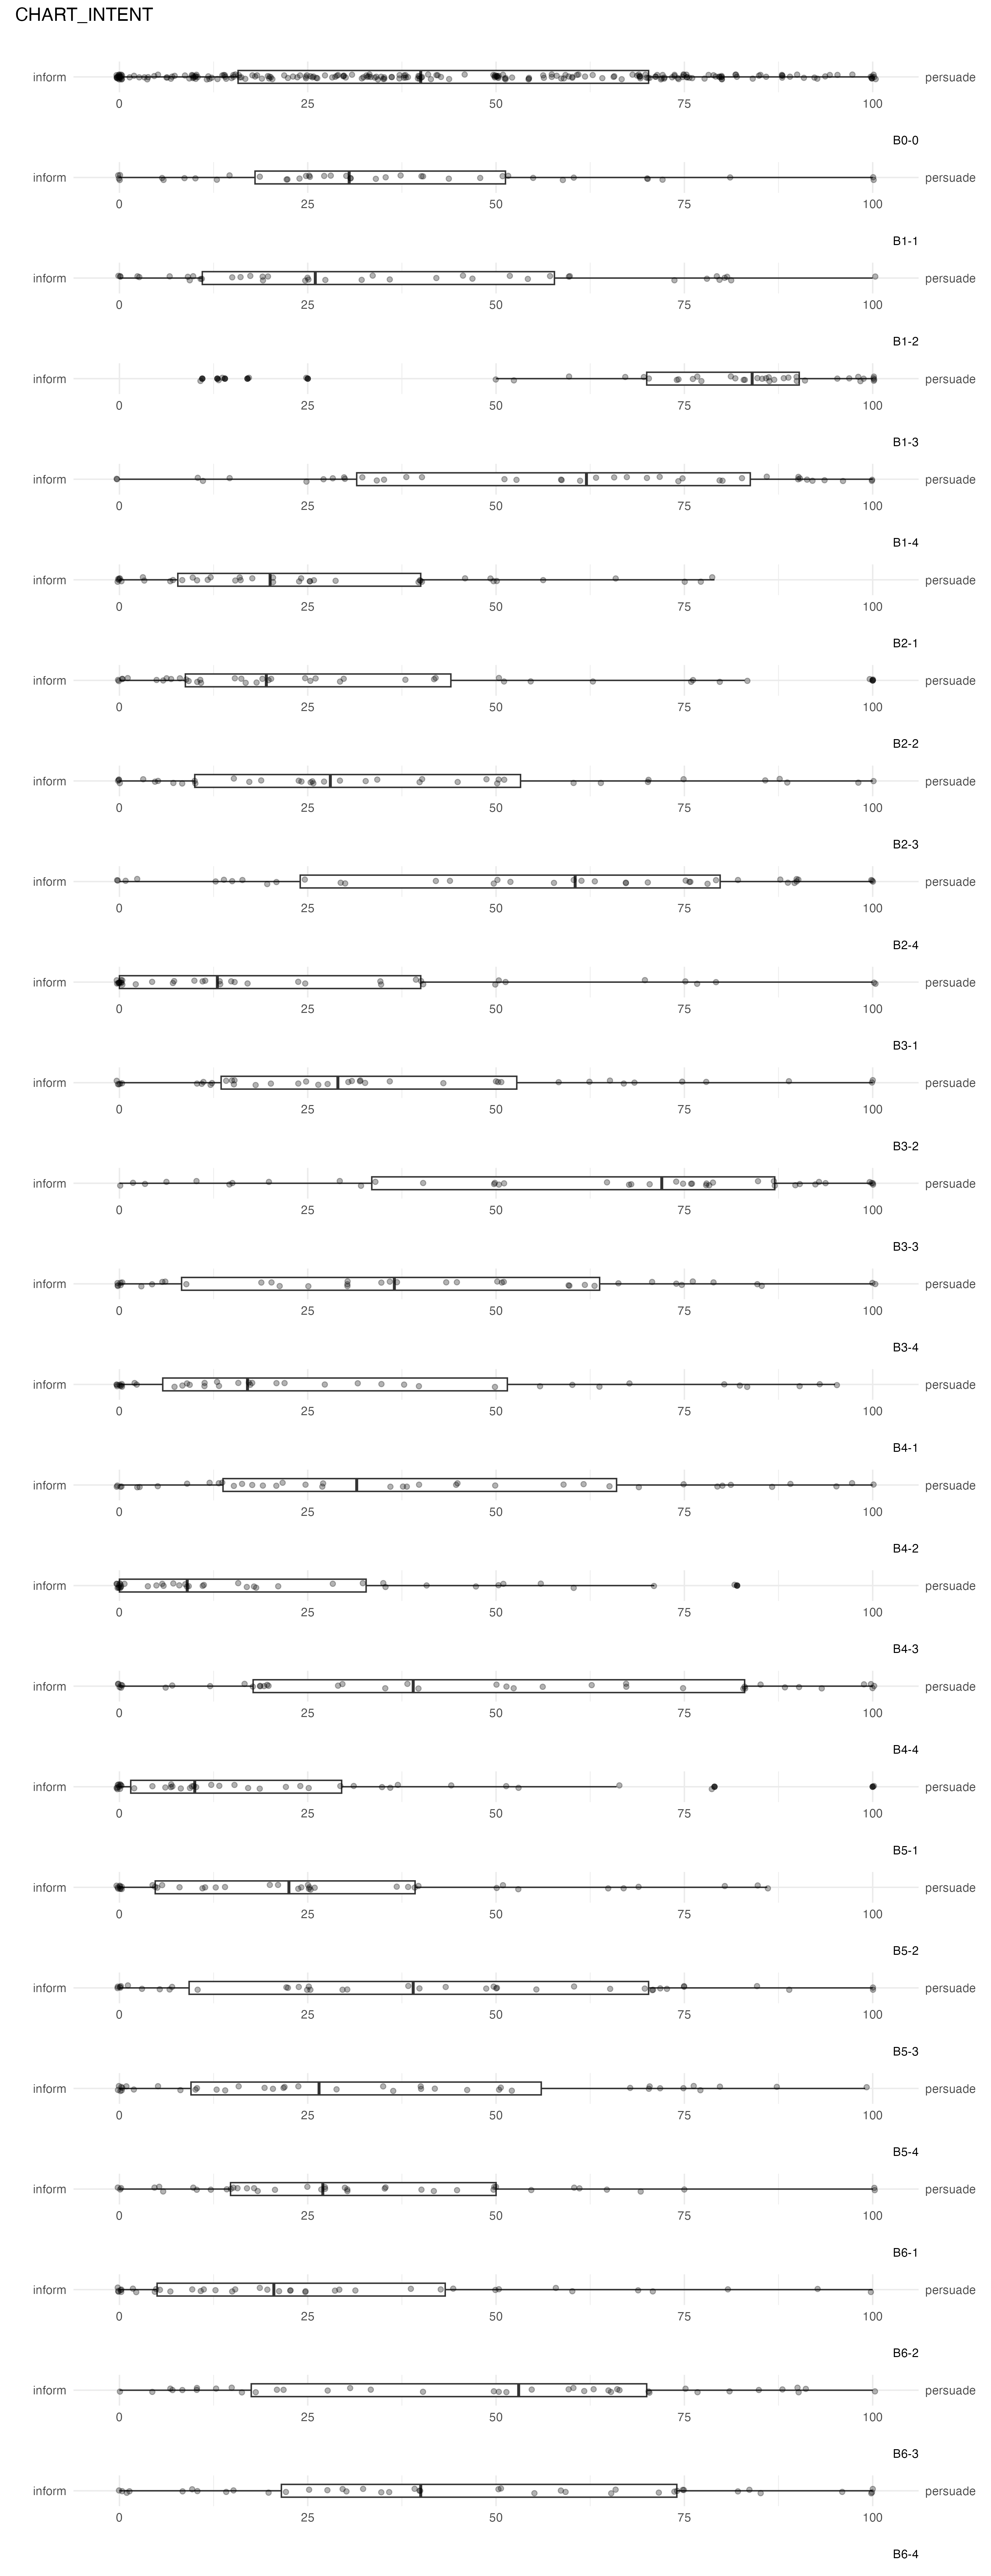 CHART_INTENT
inform persuade
0 25 50 75 100
B0-0
inform persuade
0 25 50 75 100
B1-1
inform persuade
0 25 50 75 100
B1-2
inform persuade
0 25 50 75 100
B1-3
inform persuade
0 25 50 75 100
B1-4
inform persuade
0 25 50 75 100
B2-1
inform persuade
0 25 50 75 100
B2-2
inform persuade
0 25 50 75 100
B2-3
inform persuade
0 25 50 75 100
B2-4
inform persuade
0 25 50 75 100
B3-1
inform persuade
0 25 50 75 100
B3-2
inform persuade
0 25 50 75 100
B3-3
inform persuade
0 25 50 75 100
B3-4
inform persuade
0 25 50 75 100
B4-1
inform persuade
0 25 50 75 100
B4-2
inform persuade
0 25 50 75 100
B4-3
inform persuade
0 25 50 75 100
B4-4
inform persuade
0 25 50 75 100
B5-1
inform persuade
0 25 50 75 100
B5-2
inform persuade
0 25 50 75 100
B5-3
inform persuade
0 25 50 75 100
B5-4
inform persuade
0 25 50 75 100
B6-1
inform persuade
0 25 50 75 100
B6-2
inform persuade
0 25 50 75 100
B6-3
inform persuade
0 25 50 75 100
B6-4